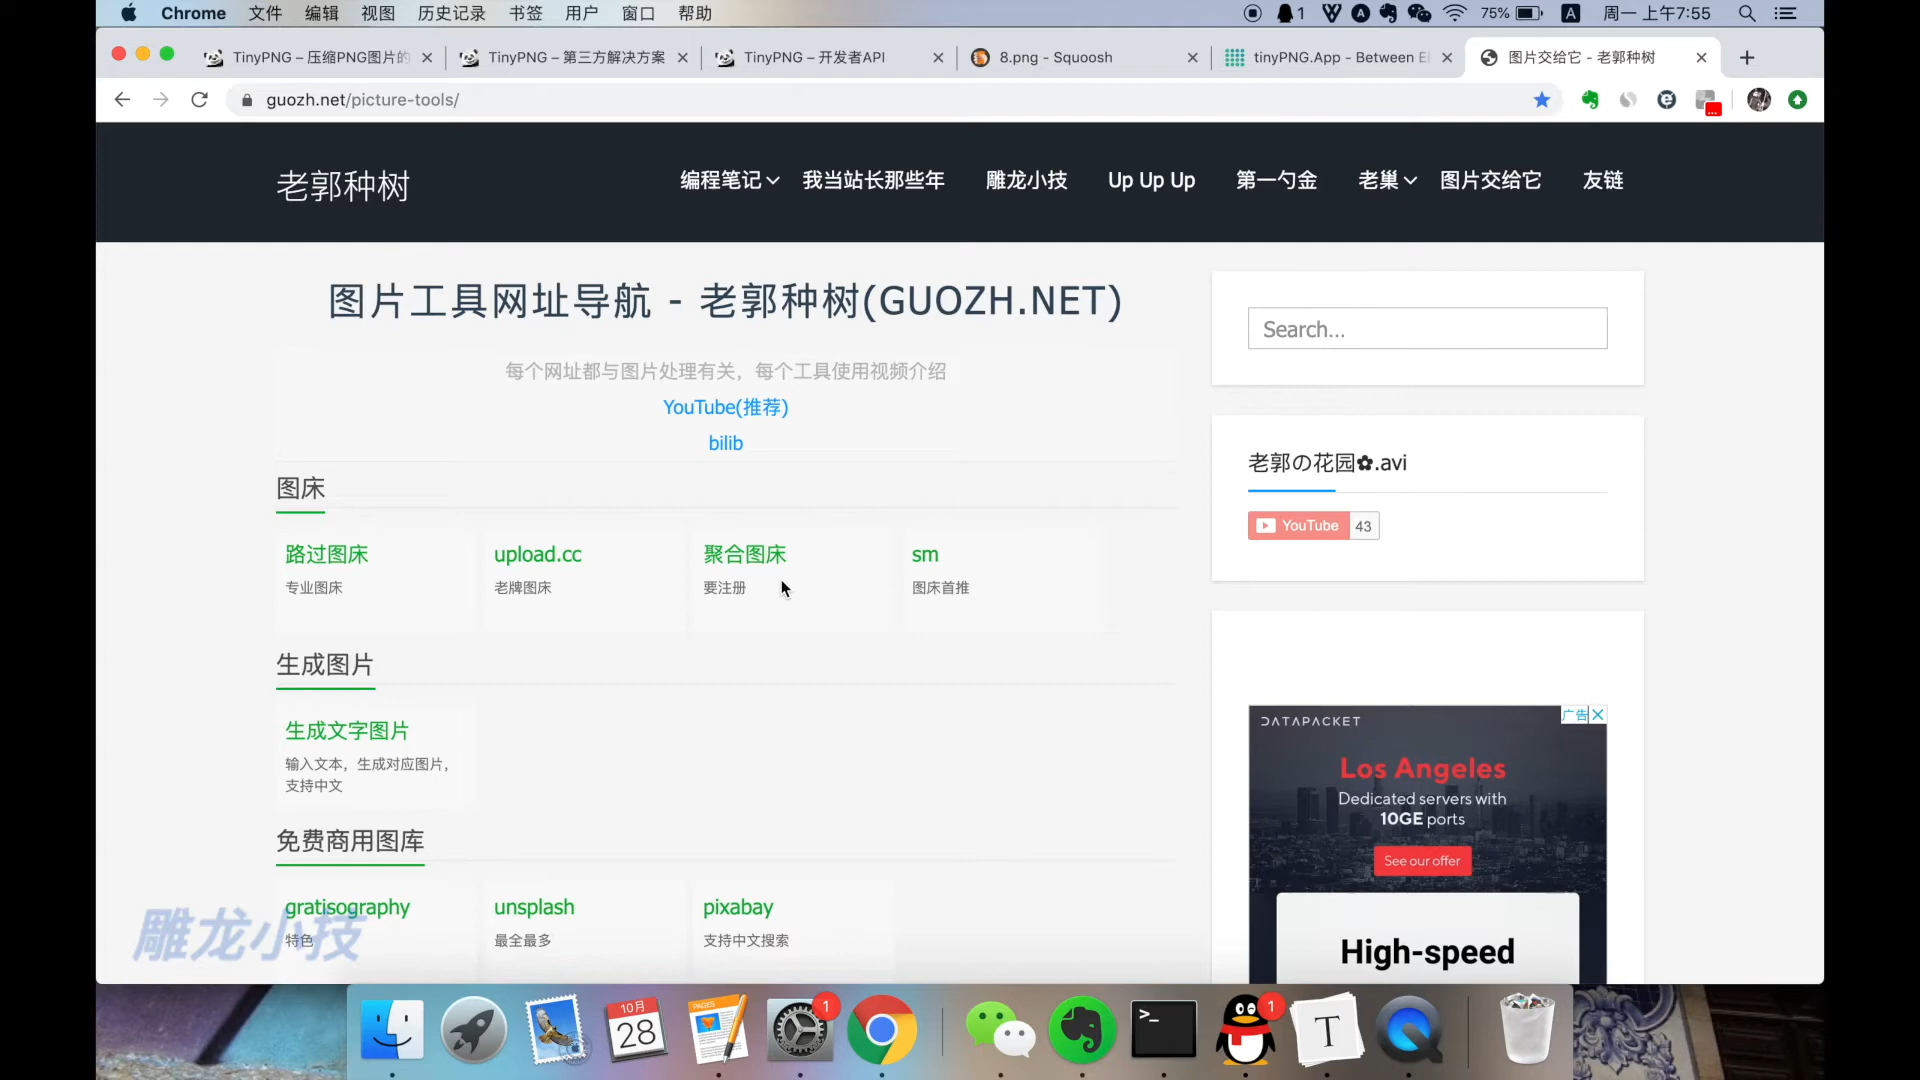 Chrome 文件 编辑 视图 历史记录 书签 用户 窗口 帮助 1 75% A 周一 上午7:55
TinyPNG – 压缩PNG图片的 TinyPNG – 第三方解决方案 TinyPNG – 开发者API 8.png - Squoosh tinyPNG.App - Between El 图片交给它 - 老郭种树
guozh.net/picture-tools/
老郭种树 编程笔记 我当站长那些年 雕龙小技 Up Up Up 第一勺金 老巢 图片交给它 友链
图片工具网址导航 - 老郭种树(GUOZH.NET)
每个网址都与图片处理有关，每个工具使用视频介绍
YouTube(推荐)
bilib
图床
路过图床 upload.cc 聚合图床 sm
专业图床 老牌图床 要注册 图床首推
生成图片
生成文字图片
输入文本，生成对应图片，
支持中文
免费商用图库
gratisography unsplash pixabay
特色 最全最多 支持中文搜索
雕龙小技
Search...
老郭の花园✿.avi
YouTube 43
广告
DATAPACKET
Los Angeles
Dedicated servers with
10GE ports
See our offer
High-speed
10月
28
PAGES
1
>_
1
T